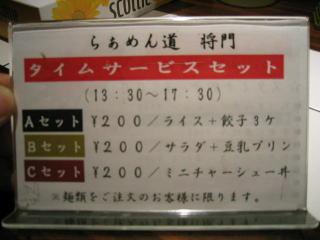 SCOTTIE
らぁめん道 将門
タイムサービスセット
(13:30～17:30)
Aセット ¥200/ライス+餃子3ケ
Bセット ¥200/サラダ+豆乳プリン
Cセット ¥200/ミニチャーシュー丼
※麺類をご注文のお客様に限ります。